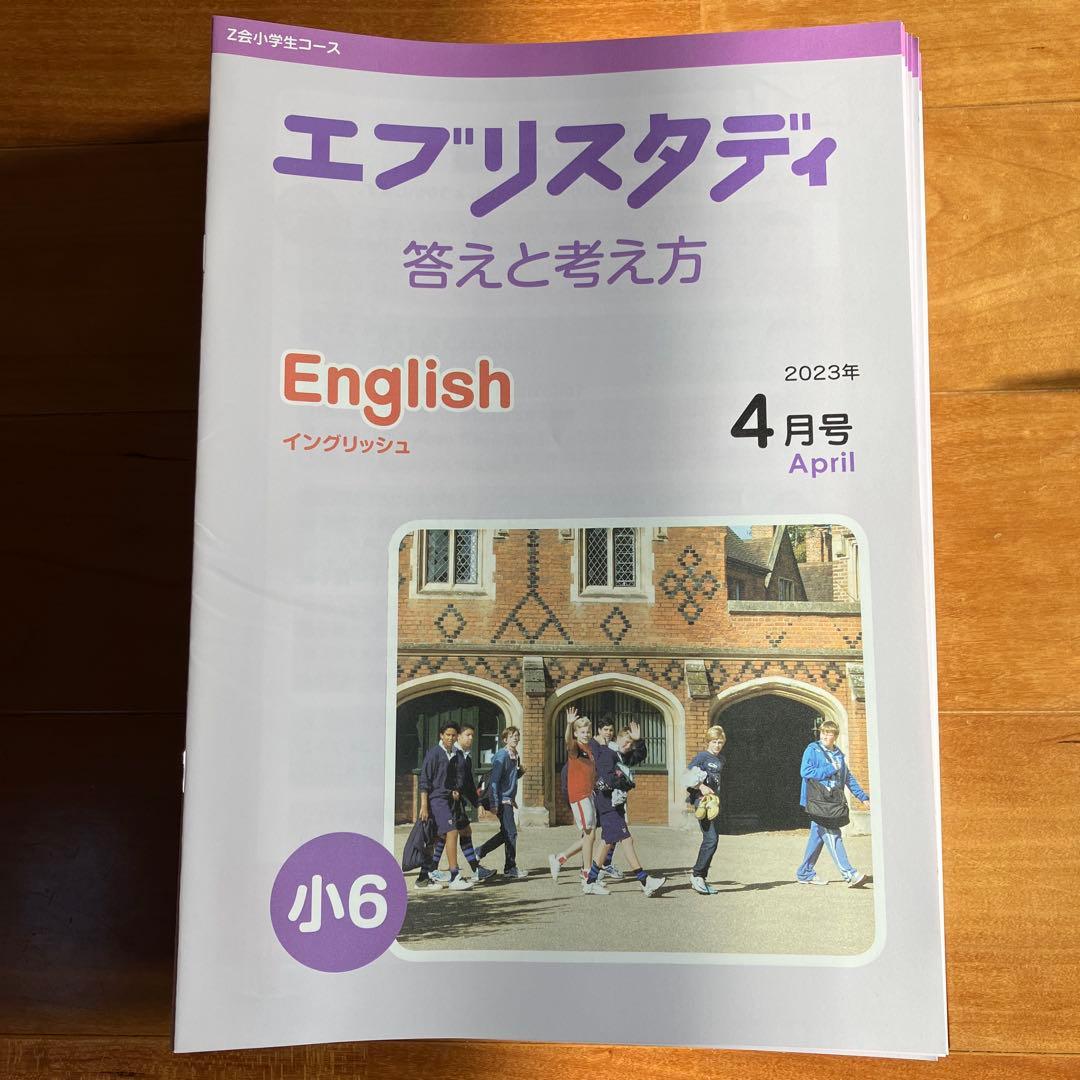 Z会小学生コース
エブリスタディ
答えと考え方
English
イングリッシュ
2023年
4月号
April
小6